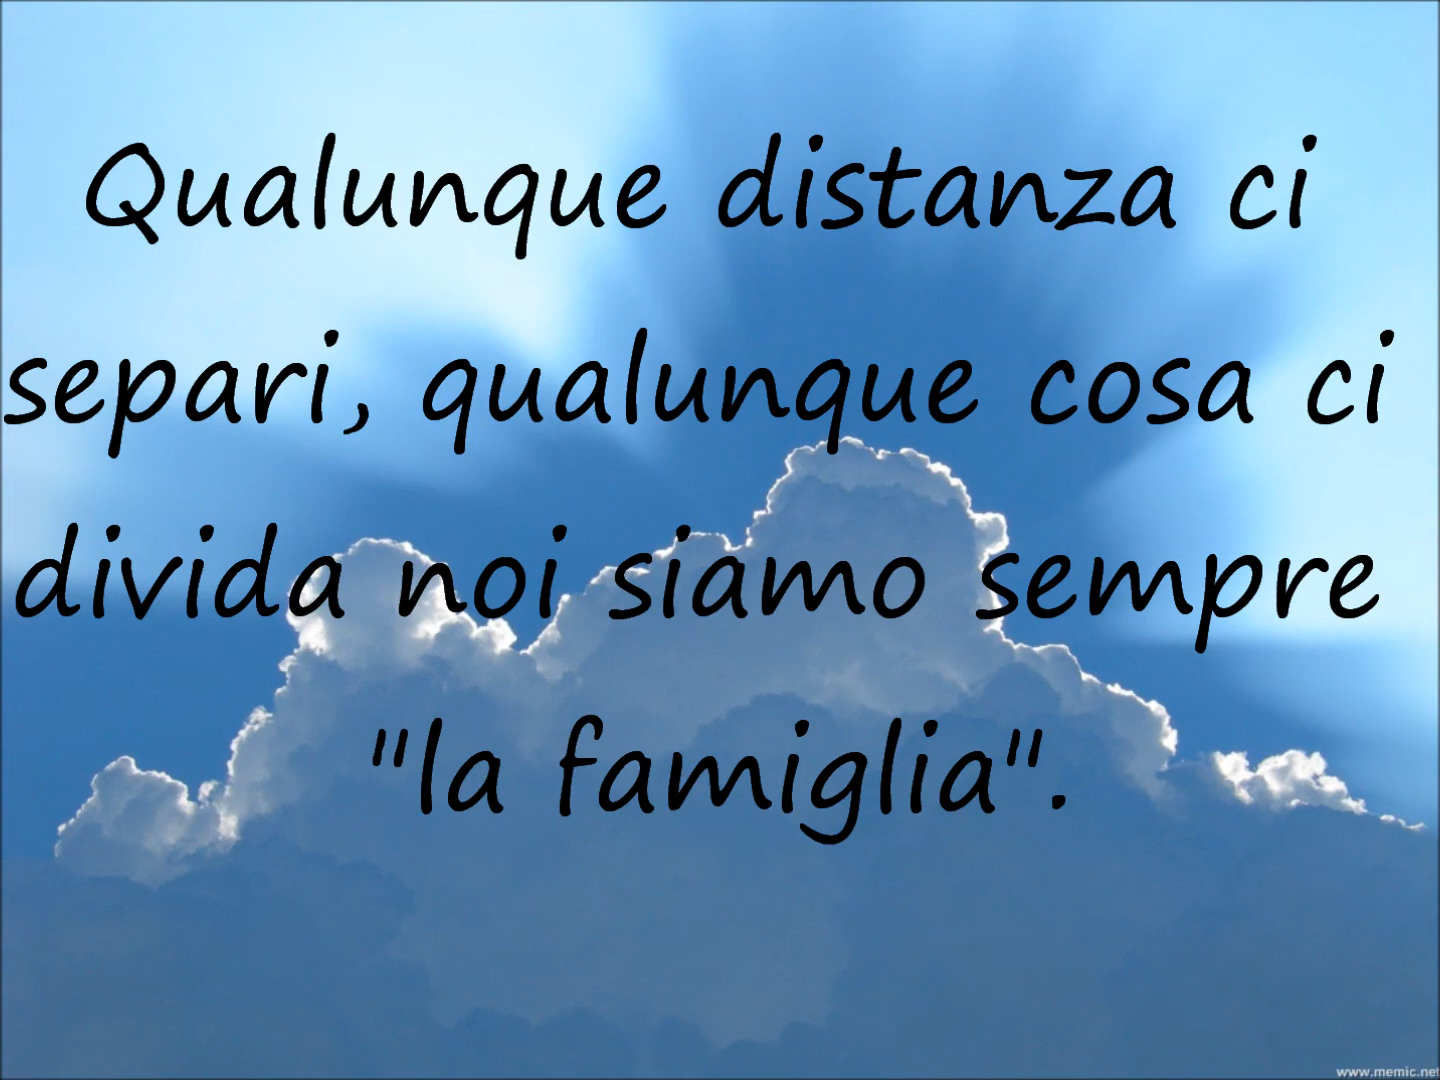 Qualunque distanza ci
separi, qualunque cosa ci
divida noi siamo sempre
"la famiglia".
www.memic.net